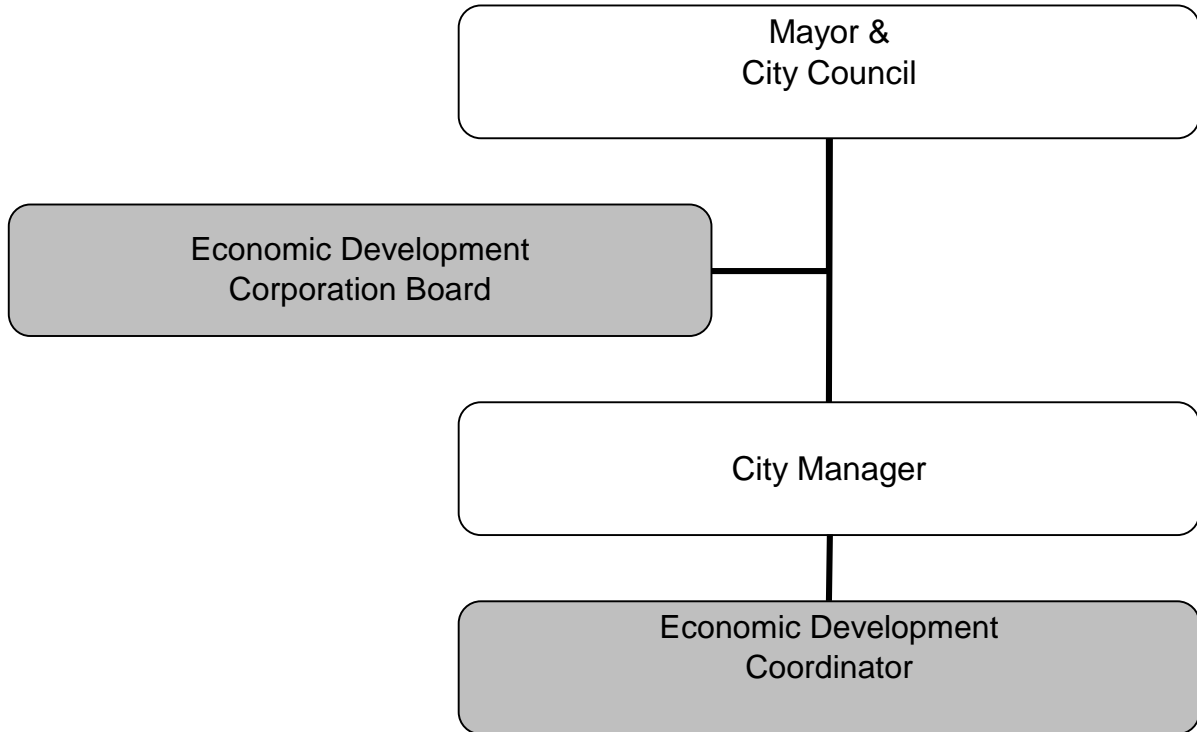 Mayor &
City Council
Economic Development
Corporation Board
City Manager
Economic Development
Coordinator